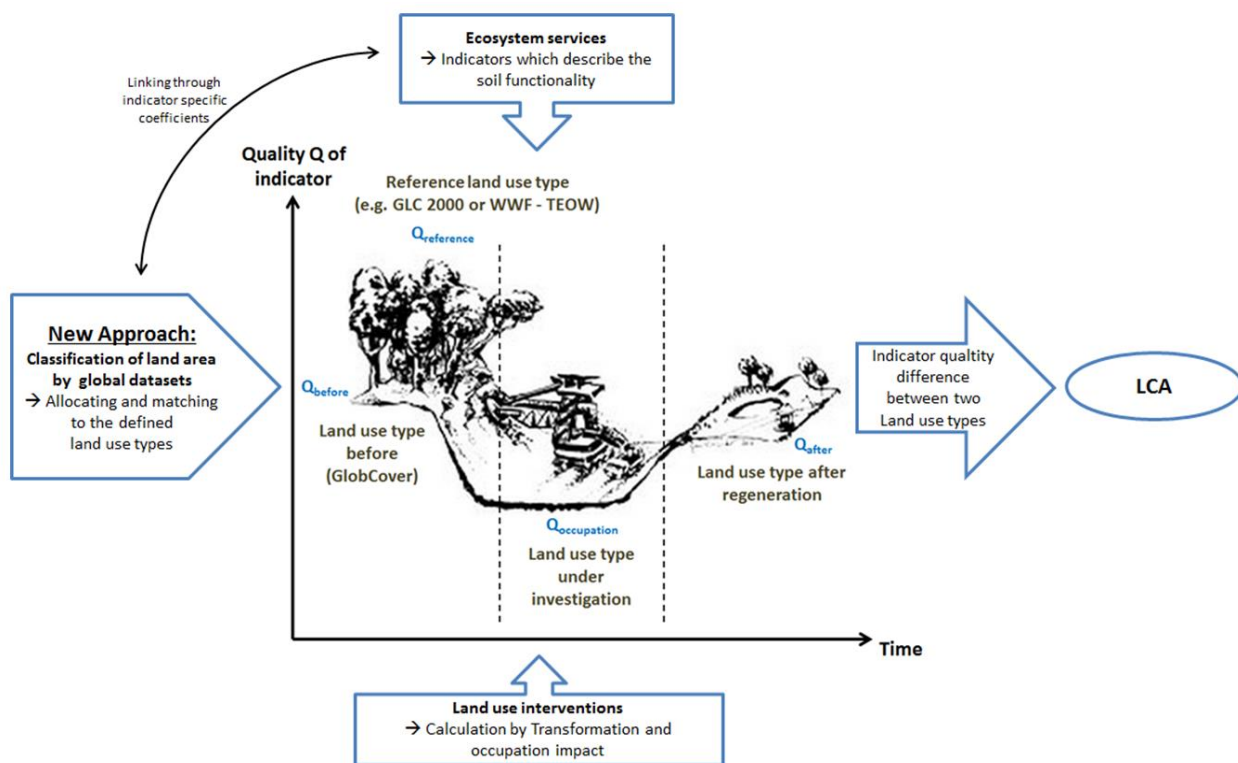 Ecosystem services
→ Indicators which describe the
soil functionality
Linking through
indicator specific
coefficients
Quality Q of
indicator
Reference land use type
(e.g. GLC 2000 or WWF - TEOW)
Qreference
New Approach:
Classification of land area
by global datasets
→ Allocating and matching
to the defined
land use types
Qbefore
Land use type
before
(GlobCover)
Qoccupation
Land use type
under
investigation
Qafter
Land use type after
regeneration
Indicator qualtity
difference
between two
Land use types
LCA
Time
Land use interventions
→ Calculation by Transformation and
occupation impact